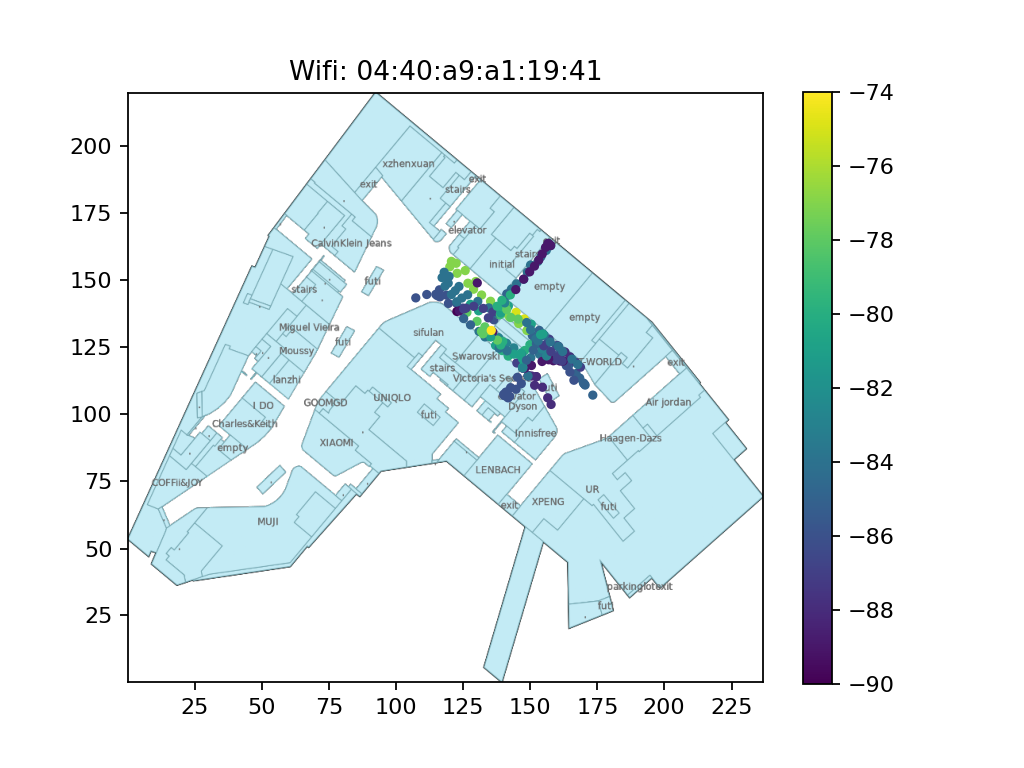 Wifi: 04:40:a9:a1:19:41
−74
200
−76
xzhenxuan
exit
exit
stairs
175
−78
elevator
CalvinKlein Jeans
stairs
initial
150
futi
empty
stairs
−80
Miguel Vieira
sifulan
empty
125
Moussy
futi
Swarovski
T-WORLD
exit
stairs
−82
lanzhi
Victoria's Se
futi
100
I DO
GOOMGD
UNIQLO
Dyson
Air jordan
Charles&Keith
futi
empty
XIAOMI
Innisfree
Haagen-Dazs
−84
75
COFFii&JOY
LENBACH
UR
MUJI
exit
XPENG
futi
50
−86
parkinglotexit
futi
25
−88
−90
25 50 75 100 125 150 175 200 225